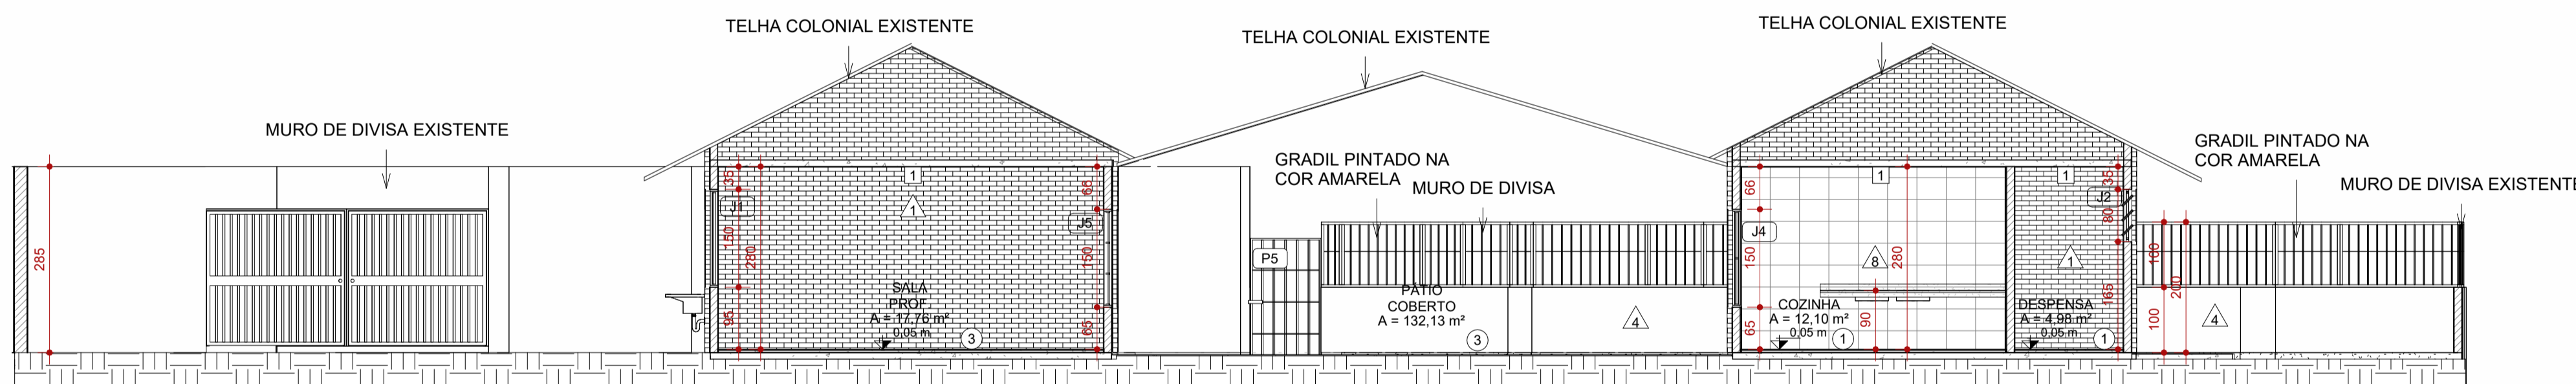 TELHA COLONIAL EXISTENTE
TELHA COLONIAL EXISTENTE
TELHA COLONIAL EXISTENTE
MURO DE DIVISA EXISTENTE
GRADIL PINTADO NA
COR AMARELA
MURO DE DIVISA
GRADIL PINTADO NA
COR AMARELA
MURO DE DIVISA EXISTENTE
285
35
J1
150
280
95
1
1
SALA
PROF.
A = 17,76 m²
0,05 m
3
68
J5
150
65
P5
PÁTIO
COBERTO
A = 132,13 m²
3
4
66
J4
150
65
1
8
280
90
COZINHA
A = 12,10 m²
0,05 m
1
1
1
DESPENSA
A = 4,98 m²
0,05 m
1
35
J2
80
165
100
200
100
4